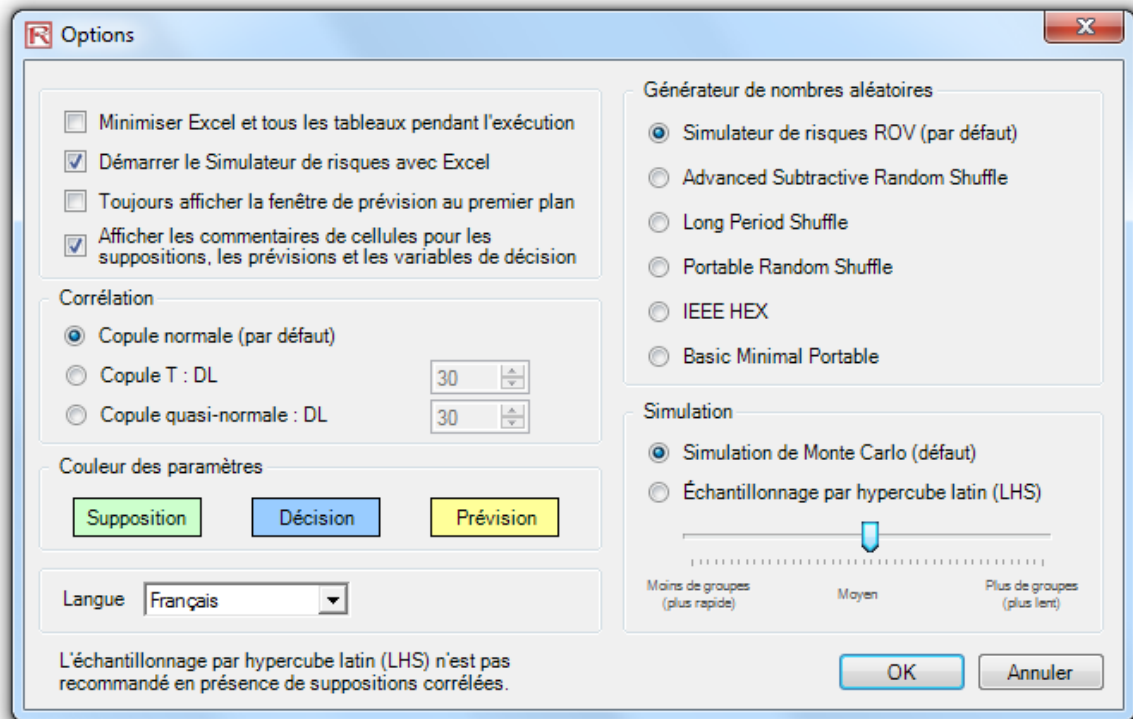 Options
Minimiser Excel et tous les tableaux pendant l'exécution
Démarrer le Simulateur de risques avec Excel
Toujours afficher la fenêtre de prévision au premier plan
Afficher les commentaires de cellules pour les
suppositions, les prévisions et les variables de décision
Corrélation
Copule normale (par défaut)
Copule T : DL
30
Copule quasi-normale : DL
30
Couleur des paramètres
Supposition
Décision
Prévision
Langue
Français
L'échantillonnage par hypercube latin (LHS) n'est pas
recommandé en présence de suppositions corrélées.
Générateur de nombres aléatoires
Simulateur de risques ROV (par défaut)
Advanced Subtractive Random Shuffle
Long Period Shuffle
Portable Random Shuffle
IEEE HEX
Basic Minimal Portable
Simulation
Simulation de Monte Carlo (défaut)
Échantillonnage par hypercube latin (LHS)
Moins de groupes
(plus rapide)
Moyen
Plus de groupes
(plus lent)
OK
Annuler